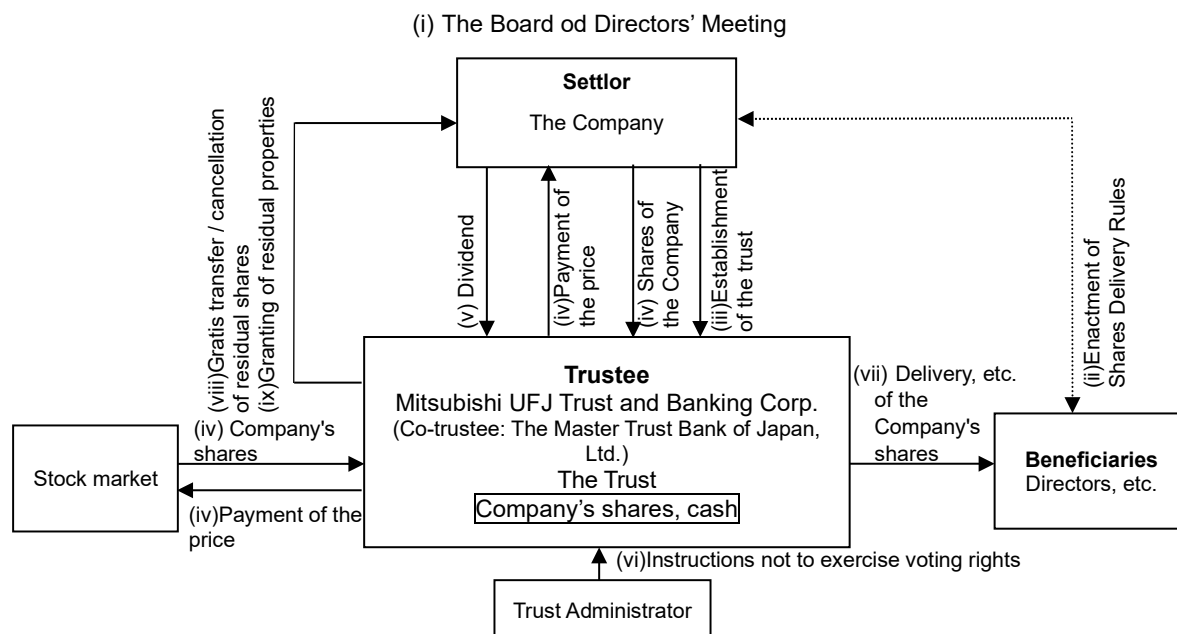 (i) The Board od Directors' Meeting
Settlor
The Company
(viii)Gratis transfer / cancellation
of residual shares
(ix)Granting of residual properties
(v) Dividend
(iv)Payment of
the price
(iv) Shares of
the Company
(iii)Establishment
of the trust
(ii)Enactment of
Shares Delivery Rules
Trustee
Mitsubishi UFJ Trust and Banking Corp.
(Co-trustee: The Master Trust Bank of Japan,
Ltd.)
The Trust
Company's shares, cash
(iv) Company's
shares
Stock market
(iv)Payment of the
price
(vii) Delivery, etc.
of the
Company's
shares
Beneficiaries
Directors, etc.
(vi)Instructions not to exercise voting rights
Trust Administrator